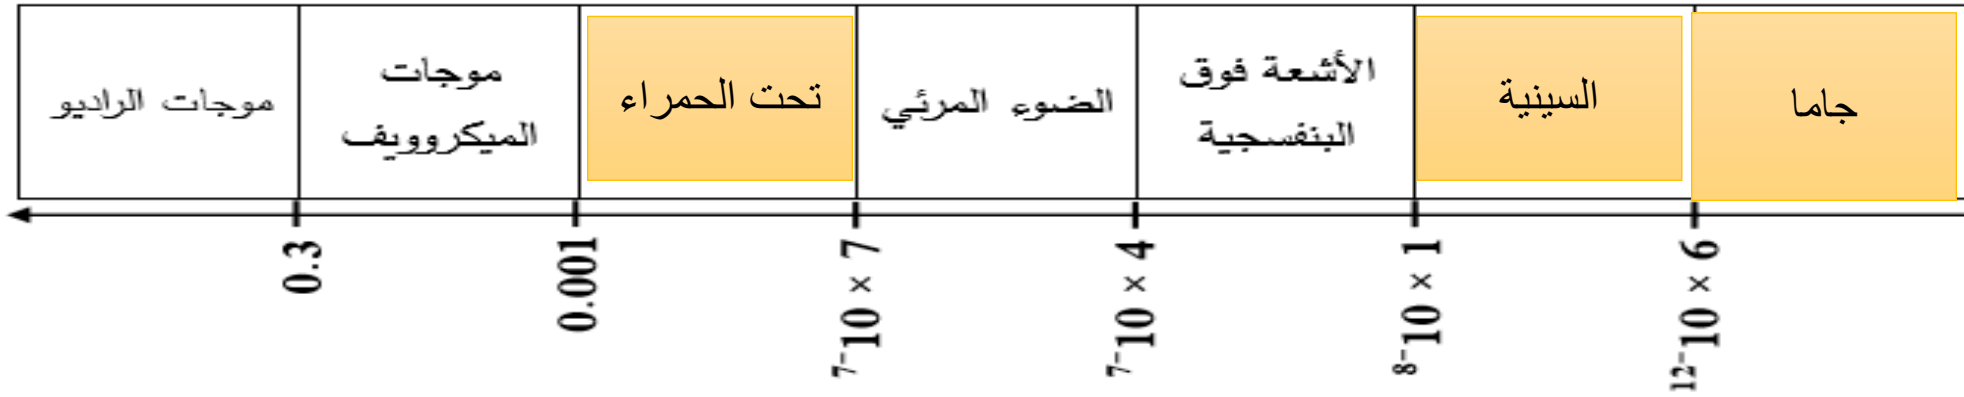 جاما
السينية
الأشعة فوق
البنفسجية
الضوء المرئي
تحت الحمراء
موجات
الميكروويف
موجات الراديو
6 × 10⁻¹²
1 × 10⁻⁸
4 × 10⁻⁷
7 × 10⁻⁷
0.001
0.3